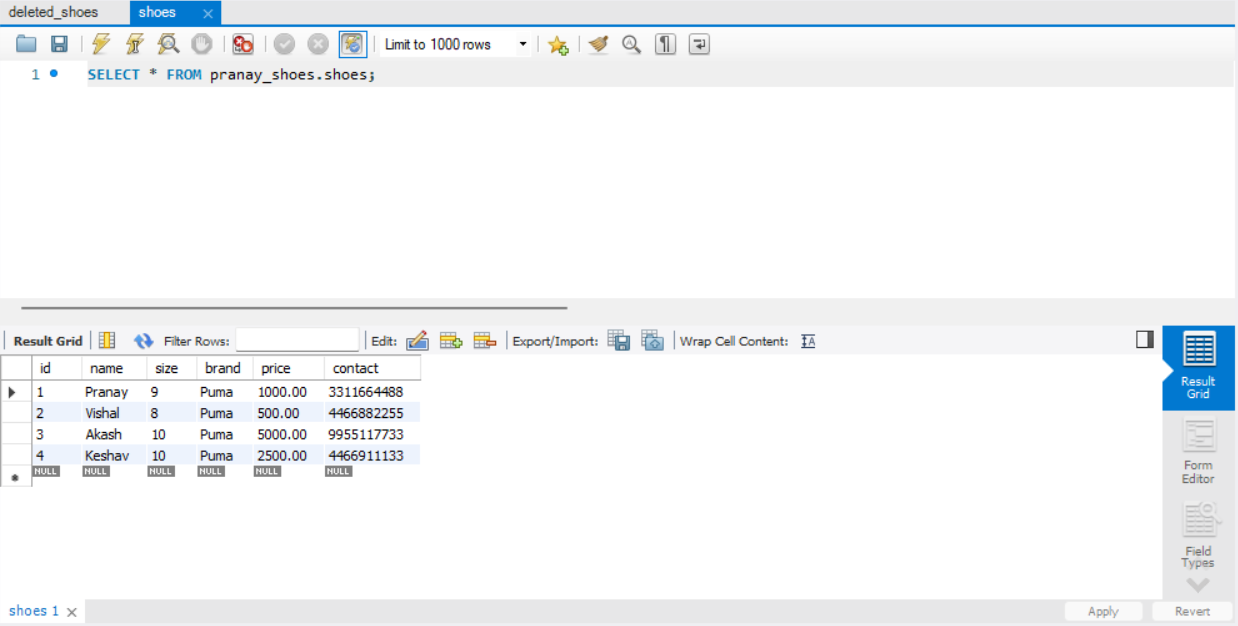 deleted_shoes shoes
Limit to 1000 rows
1 SELECT * FROM pranay_shoes.shoes;
Result Grid Filter Rows: Edit: Export/Import: Wrap Cell Content:
id name size brand price contact
1 Pranay 9 Puma 1000.00 3311664488
2 Vishal 8 Puma 500.00 4466882255
3 Akash 10 Puma 5000.00 9955117733
4 Keshav 10 Puma 2500.00 4466911133
NULL NULL NULL NULL NULL NULL
Result
Grid
Form
Editor
Field
Types
shoes 1 Apply Revert